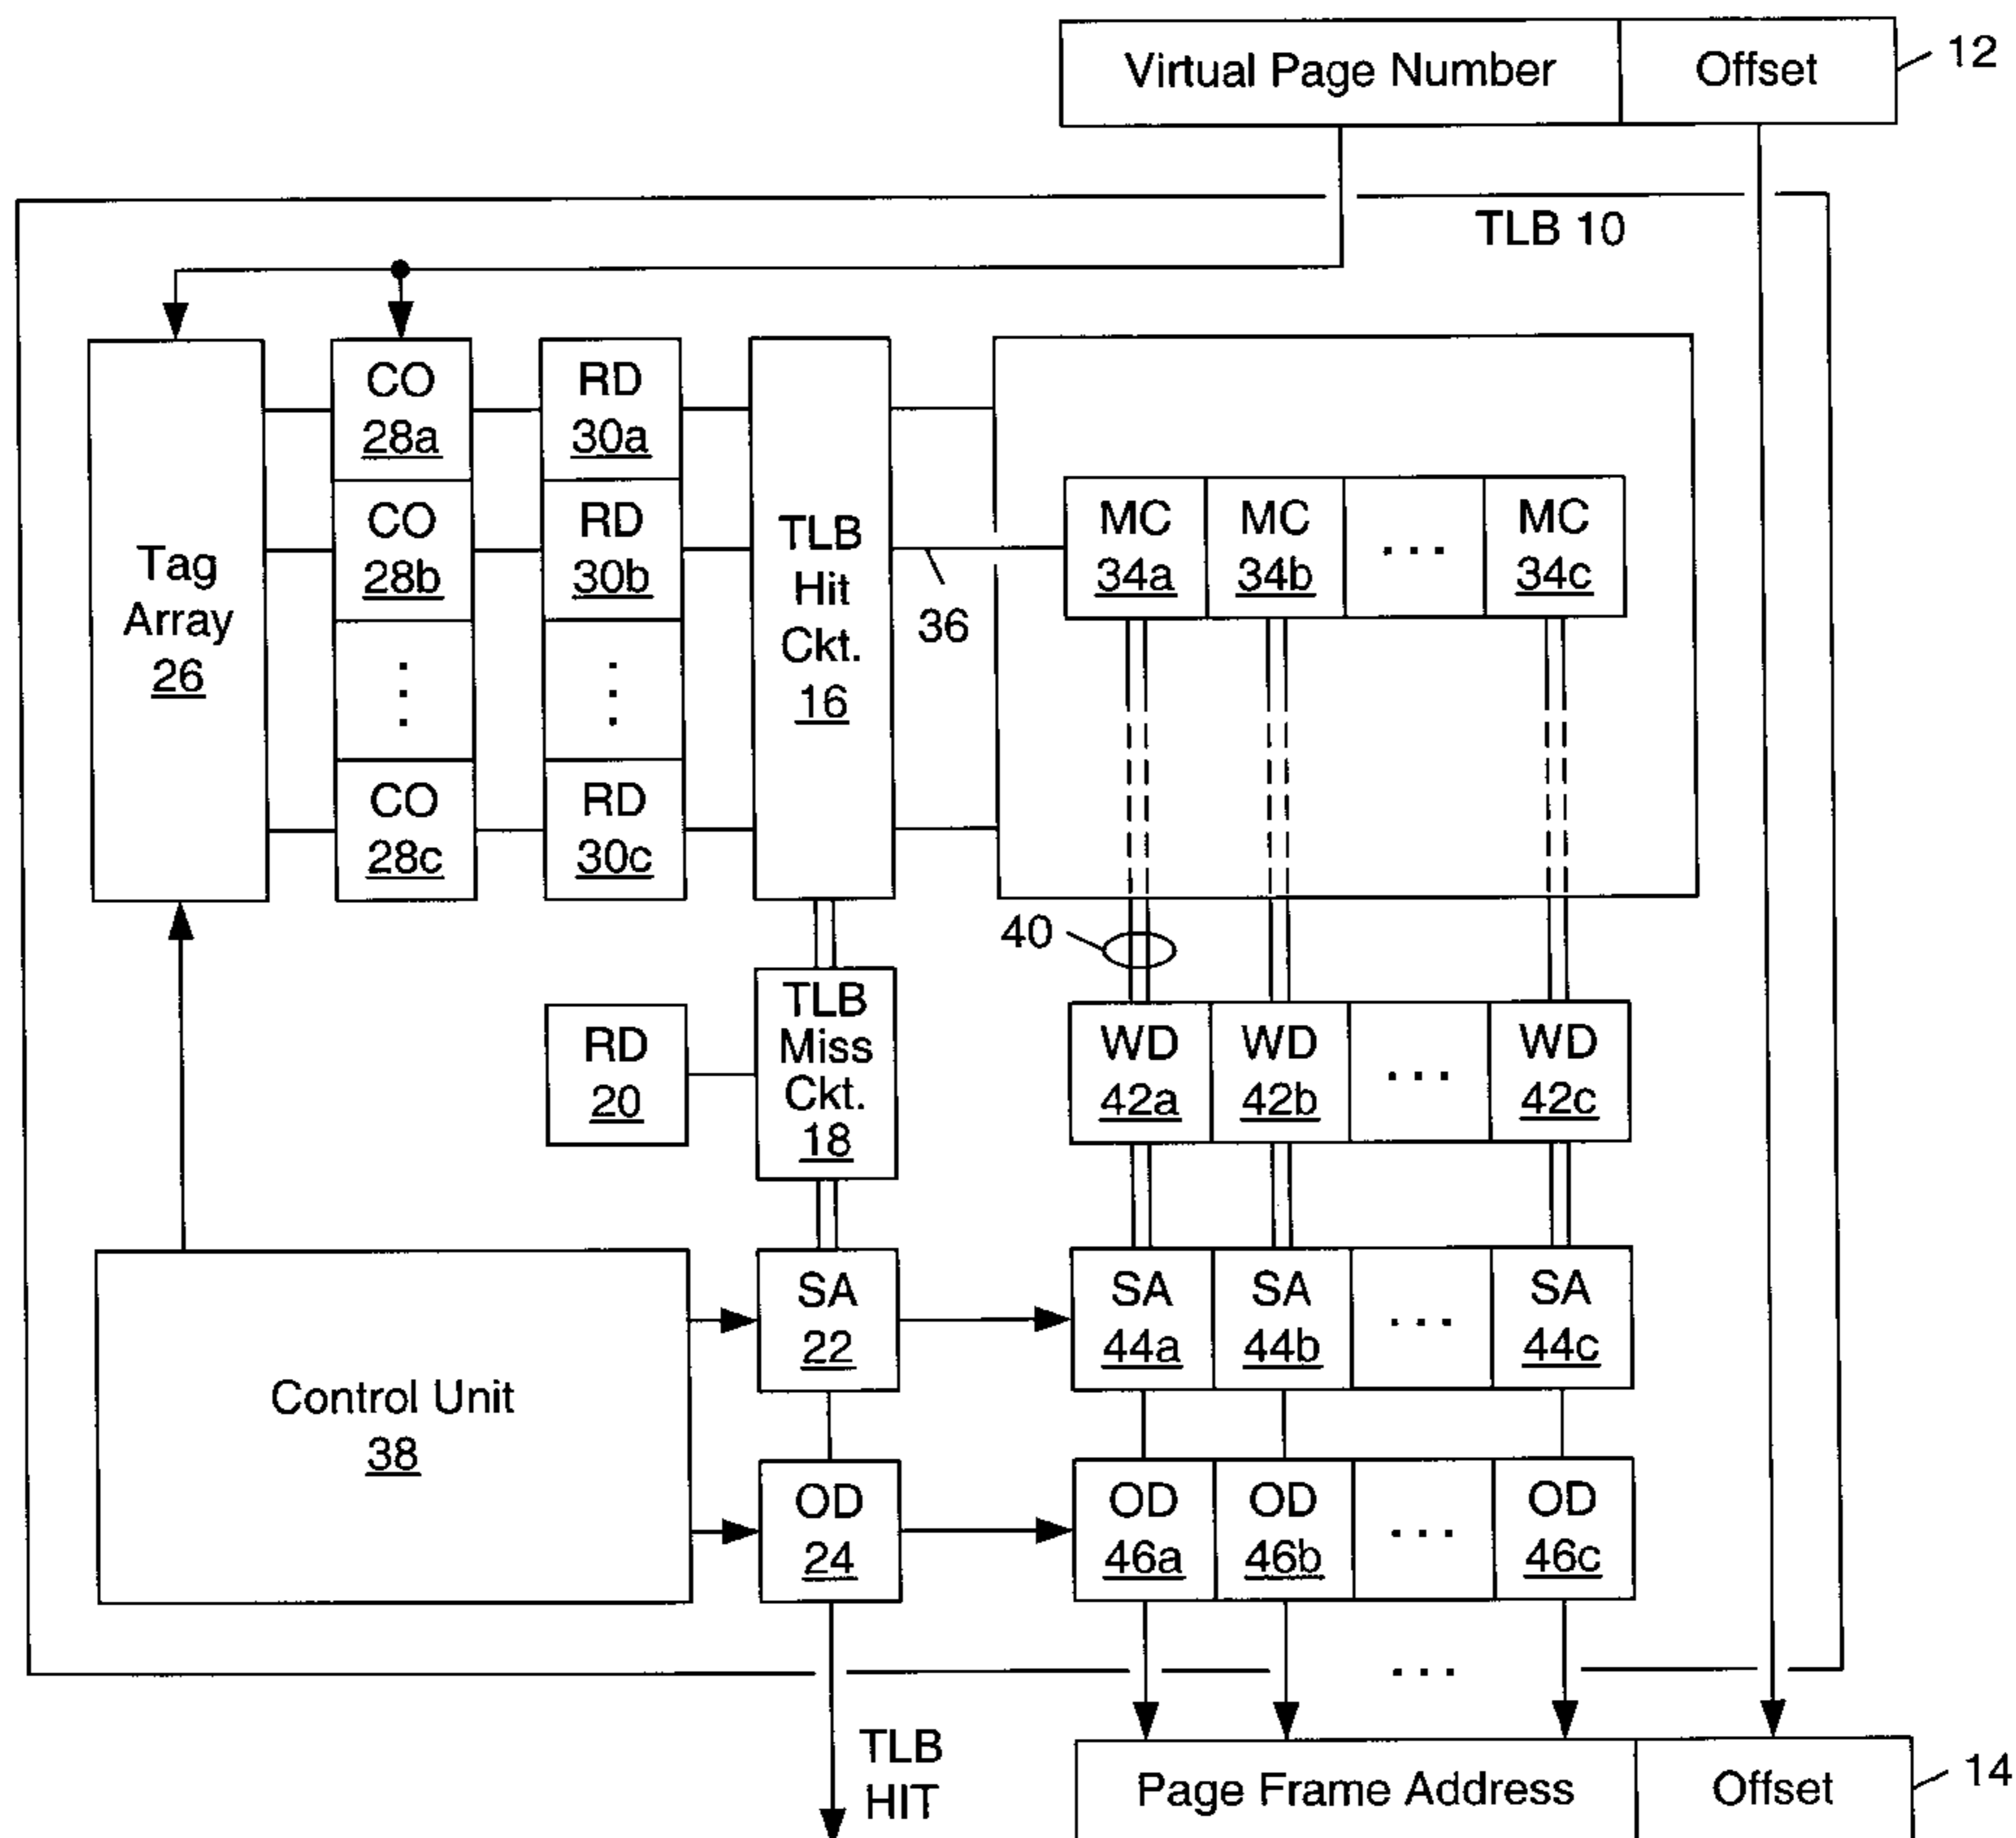 Virtual Page Number
Offset
12
TLB 10
Tag
Array
26
CO
28a
CO
28b
⋮
CO
28c
RD
30a
RD
30b
⋮
RD
30c
TLB
Hit
Ckt.
16
36
MC
34a
MC
34b
...
MC
34c
40
RD
20
TLB
Miss
Ckt.
18
WD
42a
WD
42b
...
WD
42c
Control Unit
38
SA
22
SA
44a
SA
44b
...
SA
44c
OD
24
OD
46a
OD
46b
...
OD
46c
...
TLB
HIT
Page Frame Address
Offset
14